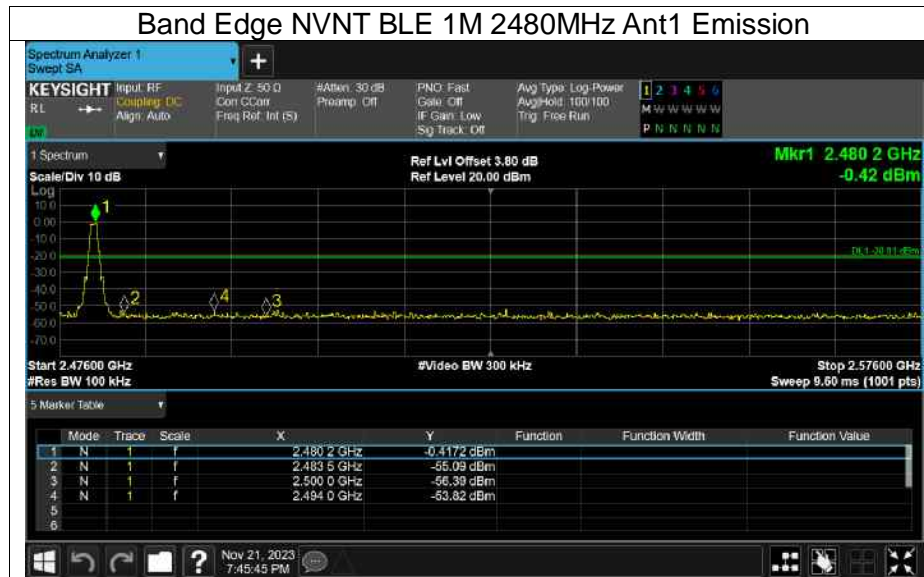 Band Edge NVNT BLE 1M 2480MHz Ant1 Emission
Spectrum Analyzer 1
Swept SA
+
KEYSIGHT Input: RF Input Z: 50 Ω #Atten: 30 dB PNO: Fast Avg Type: Log-Power 1 2 3 4 5 6
RL Coupling: DC Corr CCorr Preamp: Off Gate: Off Avg|Hold: 100/100 M W W W W W
Align: Auto Freq Ref: Int (S) IF Gain: Low Trig: Free Run
Sig Track: Off P N N N N N
1 Spectrum Ref Lvl Offset 3.80 dB Mkr1 2.480 2 GHz
Scale/Div 10 dB Ref Level 20.00 dBm -0.42 dBm
Log
10.0 1
0.00
-10.0
-20.0
-30.0
-40.0
-50.0 2 4 3
-60.0
-70.0
Start 2.47600 GHz #Video BW 300 kHz Stop 2.57600 GHz
#Res BW 100 kHz Sweep 9.60 ms (1001 pts)
5 Marker Table
Mode Trace Scale X Y Function Function Width Function Value
1 N 1 f 2.480 2 GHz -0.4172 dBm
2 N 1 f 2.483 5 GHz -55.09 dBm
3 N 1 f 2.500 0 GHz -56.39 dBm
4 N 1 f 2.494 0 GHz -53.82 dBm
5
6
? Nov 21, 2023
7:45:45 PM